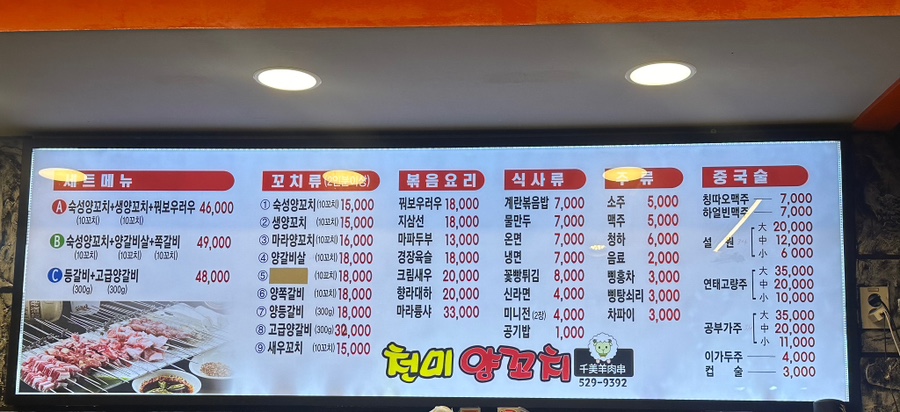 세트메뉴
Ⓐ 숙성양꼬치+생양꼬치+꿔보우러우 46,000
(10꼬치) (10꼬치)
Ⓑ 숙성양꼬치+양갈비살+쪽갈비 49,000
(10꼬치) (10꼬치) (10꼬치)
Ⓒ 등갈비+고급양갈비 48,000
(300g) (300g)
꼬치류
① 숙성양꼬치(10꼬치) 15,000
② 생양꼬치 (10꼬치) 15,000
③ 마라양꼬치(10꼬치) 16,000
④ 양갈비살 (10꼬치) 18,000
⑤ (10꼬치) 18,000
⑥ 양쪽갈비 (10꼬치) 18,000
⑦ 양등갈비 (300g) 18,000
⑧ 고급양갈비 (300g) 32,000
⑨ 새우꼬치 (10꼬치) 15,000
볶음요리
꿔보우러우 18,000
지삼선 18,000
마파두부 13,000
경장육슬 18,000
크림새우 20,000
향라대하 20,000
마라룡샤 33,000
식사류
계란볶음밥 7,000
물만두 7,000
온면 7,000
냉면 7,000
꽃빵튀김 8,000
신라면 4,000
미니전(2장) 4,000
공기밥 1,000
주류
소주 5,000
맥주 5,000
청하 6,000
음료 2,000
삥홍차 3,000
삥탕쇠리 3,000
차파이 3,000
중국술
칭따오맥주 7,000
하얼빈맥주 7,000
설 원 大 20,000
中 12,000
小 6 000
연태고량주 大 35,000
中 20,000
小 10,000
공부가주 大 35,000
中 20,000
小 11,000
이가두주 4,000
컵 술 3,000
천미 양꼬치
千美羊肉串
529-9392